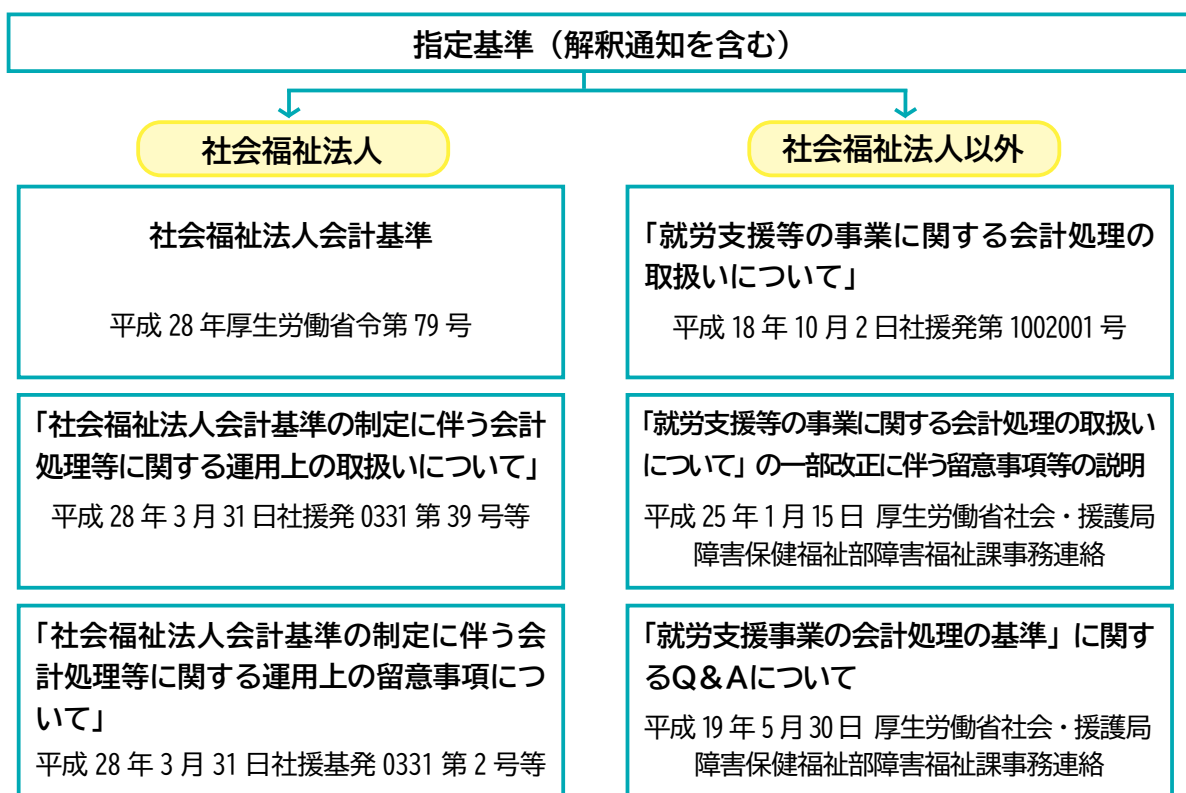 指定基準（解釈通知を含む）
社会福祉法人
社会福祉法人会計基準
平成 28 年厚生労働省令第 79 号
「社会福祉法人会計基準の制定に伴う会計
処理等に関する運用上の取扱いについて」
平成 28 年 3 月 31 日社援発 0331 第 39 号等
「社会福祉法人会計基準の制定に伴う会
計処理等に関する運用上の留意事項につ
いて」
平成 28 年 3 月 31 日社援基発 0331 第 2 号等
社会福祉法人以外
「就労支援等の事業に関する会計処理の
取扱いについて」
平成 18 年 10 月 2 日社援発第 1002001 号
「就労支援等の事業に関する会計処理の取扱い
について」の一部改正に伴う留意事項等の説明
平成 25 年 1 月 15 日 厚生労働省社会・援護局
障害保健福祉部障害福祉課事務連絡
「就労支援事業の会計処理の基準」に関す
るQ＆Aについて
平成 19 年 5 月 30 日 厚生労働省社会・援護局
障害保健福祉部障害福祉課事務連絡